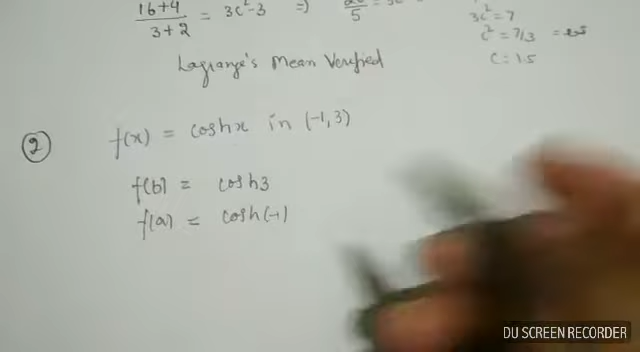 16+4 / 3+2 = 3c²-3 ⇒
5
3c² = 7
c² = 7/3
c = 1.5
Lagrange's Mean Verified
② f(x) = coshx in (-1,3)
f(b) = cosh3
f(a) = cosh(-1)
DU SCREEN RECORDER